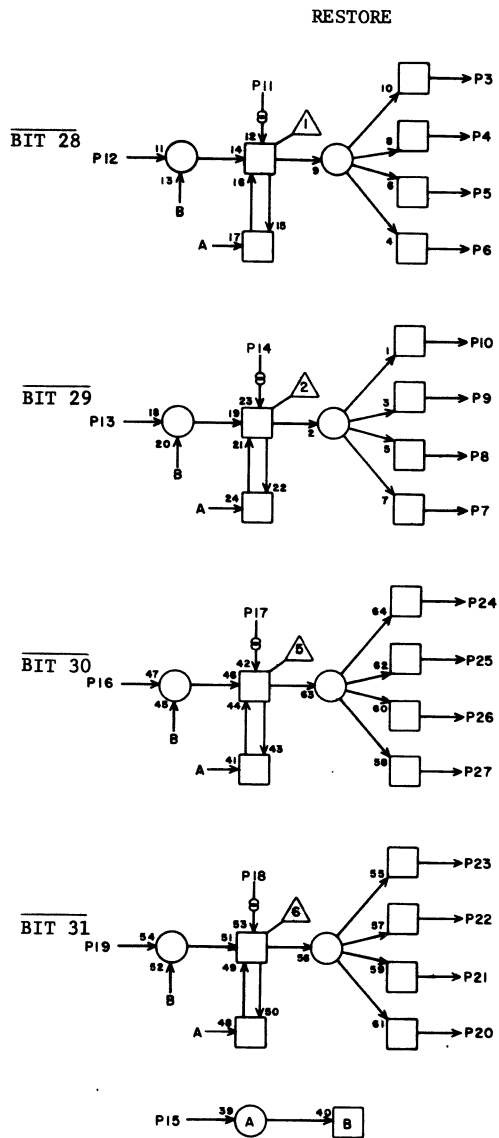 RESTORE
P11
P3
10
12
1
P4
8
BIT 28
P12
11
14
9
6
P5
13
16
15
4
P6
B
A
17
P14
P10
1
23
2
P9
3
BIT 29
P13
18
19
2
5
P8
20
21
22
7
P7
B
A
24
P17
P24
64
42
5
P25
62
BIT 30
P16
47
46
63
60
P26
45
44
43
58
P27
B
A
41
P18
P23
55
53
6
P22
57
BIT 31
P19
54
51
56
59
P21
52
49
50
61
P20
B
A
48
P15
39
A
40
B